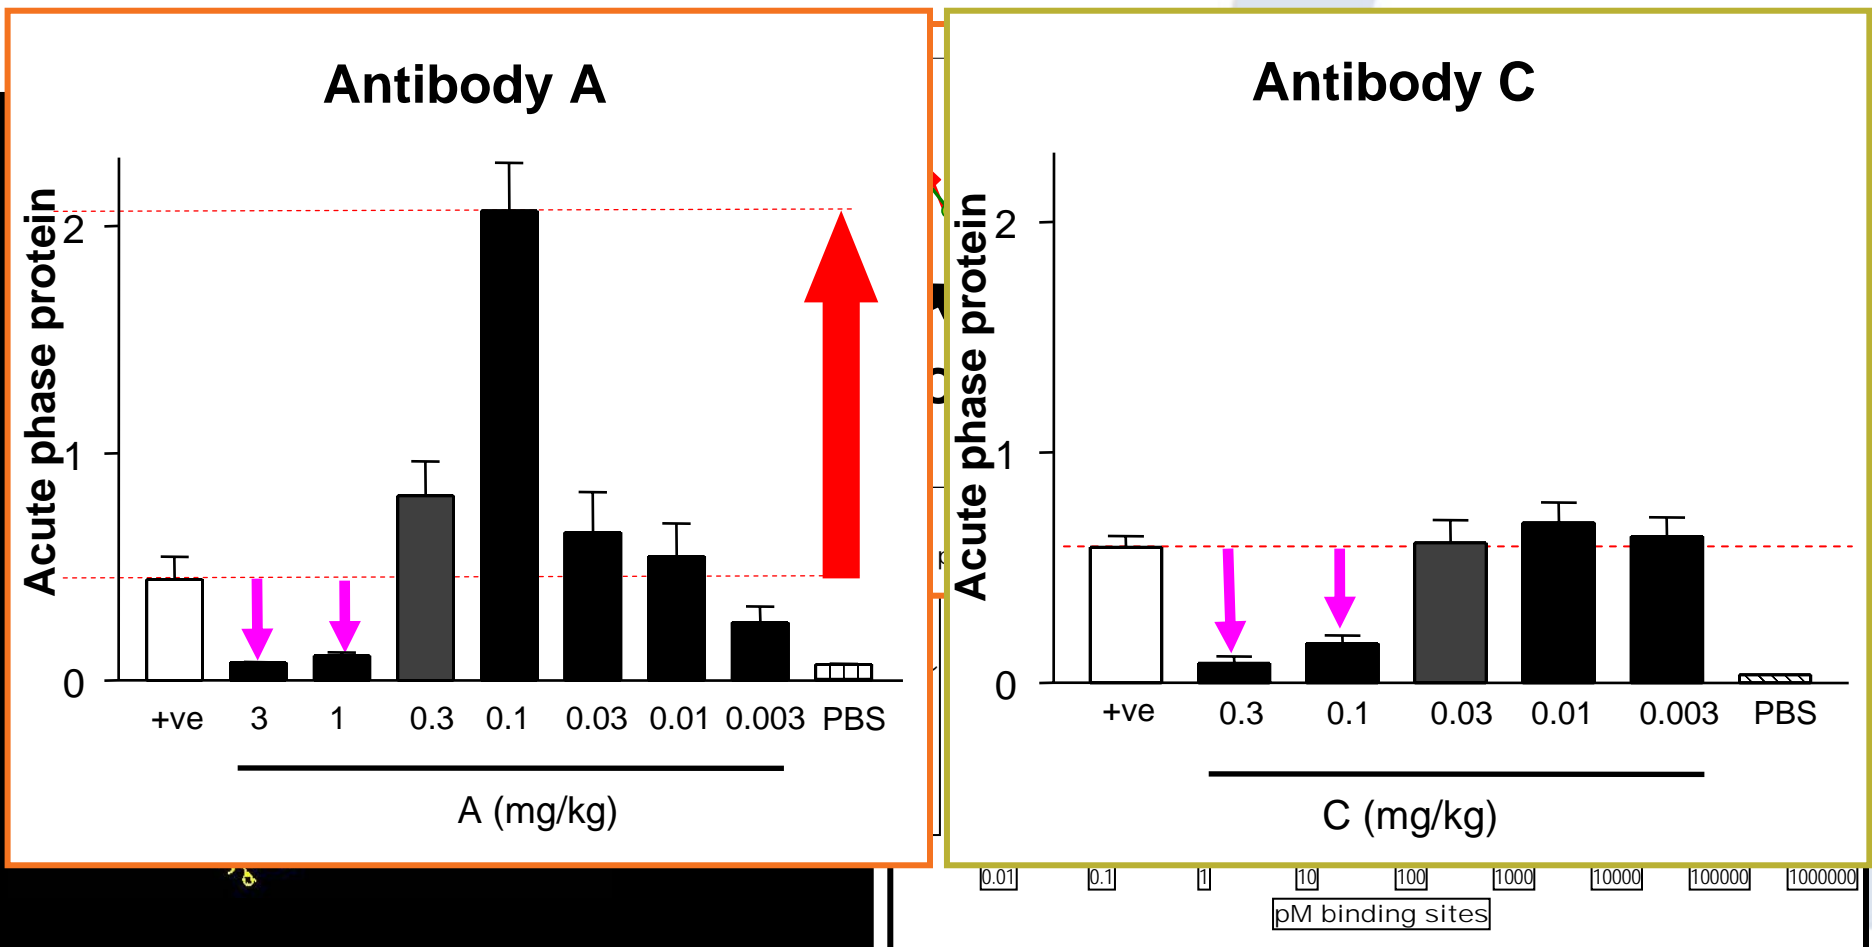 Antibody A
Acute phase protein
2
1
0
+ve 3 1 0.3 0.1 0.03 0.01 0.003 PBS
A (mg/kg)
Antibody C
Acute phase protein
2
1
0
+ve 0.3 0.1 0.03 0.01 0.003 PBS
C (mg/kg)
0.01 0.1 1 10 100 1000 10000 100000 1000000
pM binding sites